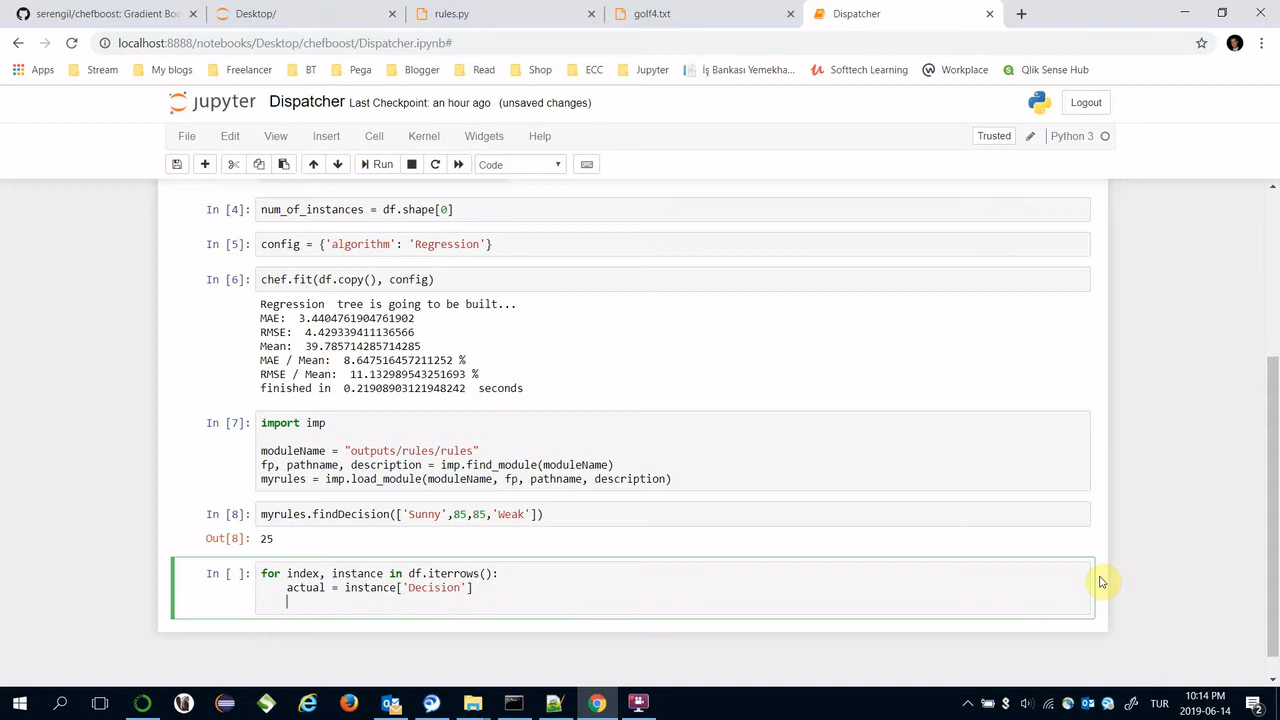 serengil/chefboost: Gradient Boo
Desktop/
rules.py
golf4.txt
Dispatcher
localhost:8888/notebooks/Desktop/chefboost/Dispatcher.ipynb#
Apps Stream My blogs Freelancer BT Pega Blogger Read Shop ECC Jupyter İş Bankası Yemekha... Softtech Learning Workplace Qlik Sense Hub
jupyter Dispatcher Last Checkpoint: an hour ago (unsaved changes) Logout
File Edit View Insert Cell Kernel Widgets Help Trusted Python 3
Run Code
In [4]: num_of_instances = df.shape[0]
In [5]: config = {'algorithm': 'Regression'}
In [6]: chef.fit(df.copy(), config)
Regression  tree is going to be built...
MAE:  3.4404761904761902
RMSE:  4.429339411136566
Mean:  39.785714285714285
MAE / Mean:  8.647516457211252 %
RMSE / Mean:  11.132989543251693 %
finished in  0.21908903121948242  seconds
In [7]: import imp
moduleName = "outputs/rules/rules"
fp, pathname, description = imp.find_module(moduleName)
myrules = imp.load_module(moduleName, fp, pathname, description)
In [8]: myrules.findDecision(['Sunny',85,85,'Weak'])
Out[8]: 25
In [ ]: for index, instance in df.iterrows():
actual = instance['Decision']
TUR
10:14 PM
2019-06-14
2